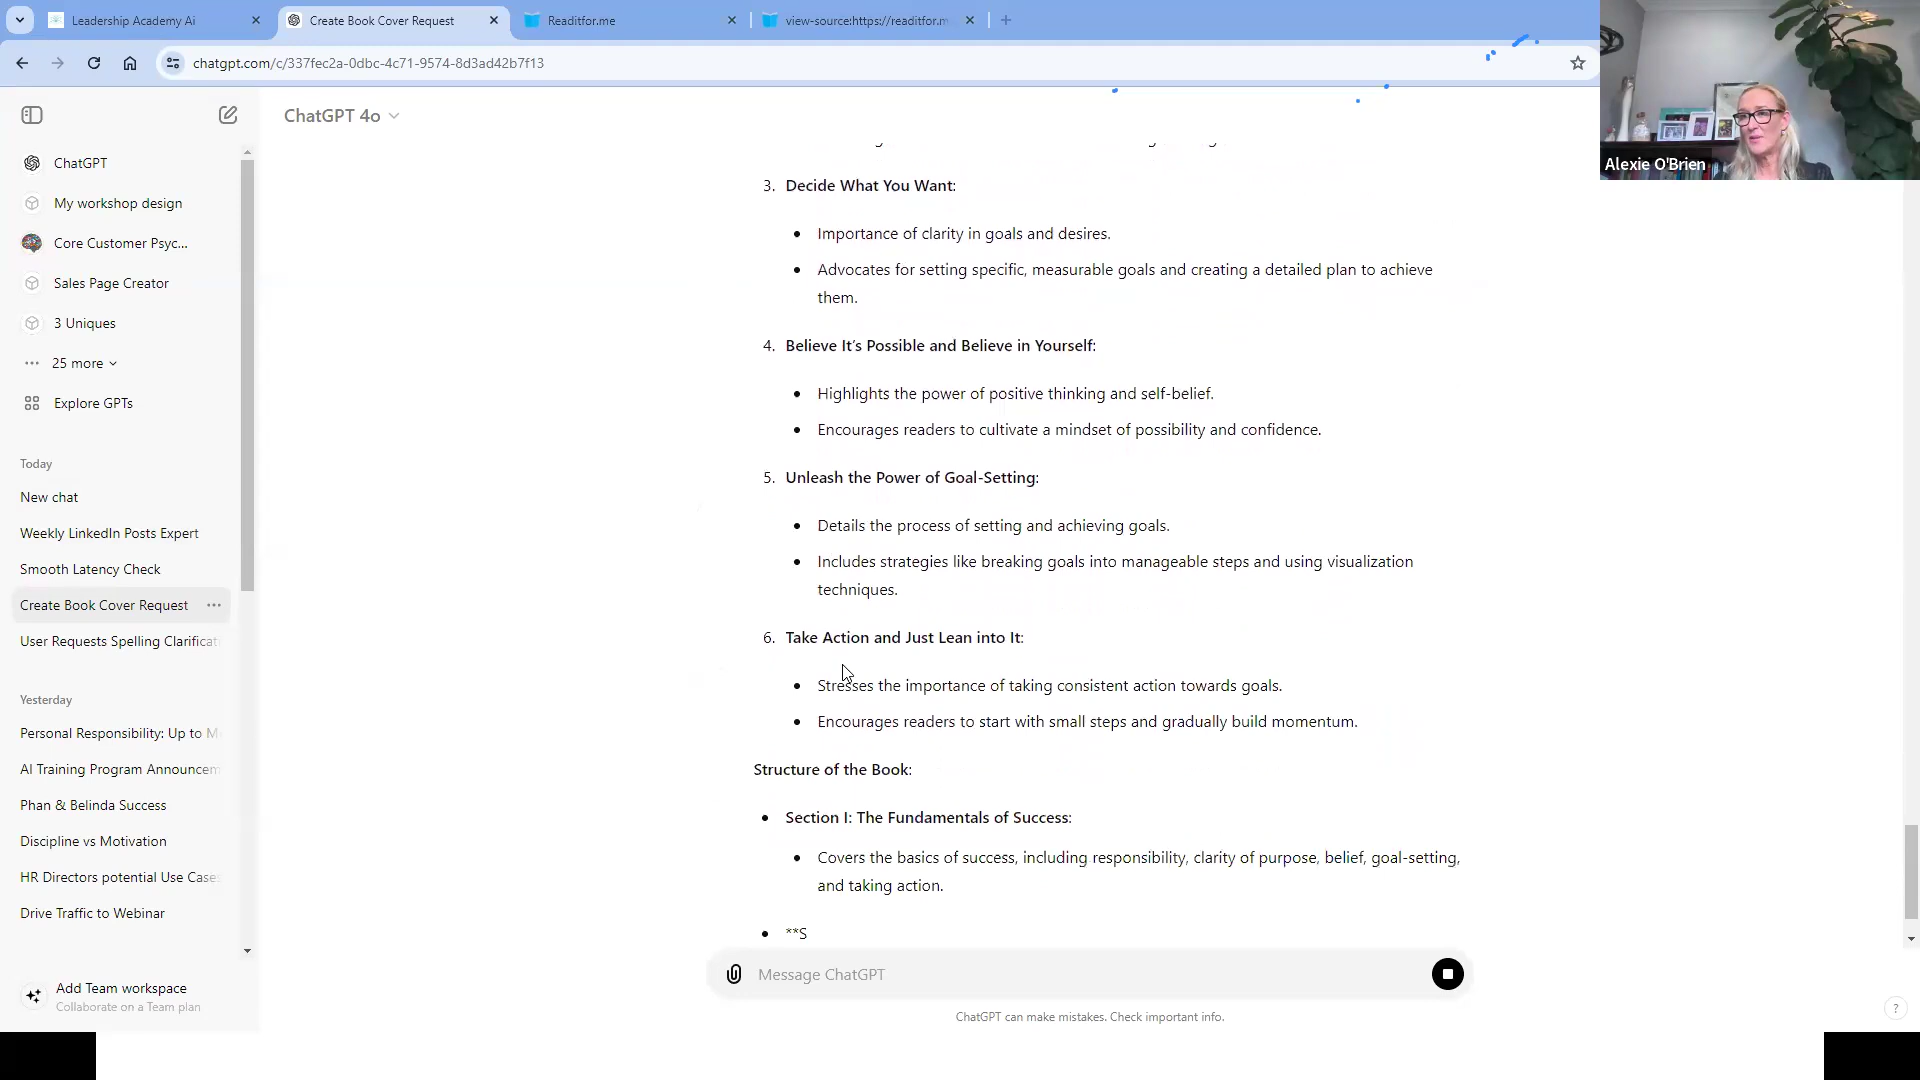 Leadership Academy Ai
Create Book Cover Request
Readitfor.me
view-source:https://readitfor.m
chatgpt.com/c/337fec2a-0dbc-4c71-9574-8d3ad42b7f13
Alexie O'Brien
ChatGPT 4o
ChatGPT
My workshop design
Core Customer Psyc...
Sales Page Creator
3 Uniques
25 more
Explore GPTs
Today
New chat
Weekly LinkedIn Posts Expert
Smooth Latency Check
Create Book Cover Request
User Requests Spelling Clarificat
Yesterday
Personal Responsibility: Up to M
AI Training Program Announcem
Phan & Belinda Success
Discipline vs Motivation
HR Directors potential Use Case
Drive Traffic to Webinar
Add Team workspace
Collaborate on a Team plan
3. Decide What You Want:
• Importance of clarity in goals and desires.
• Advocates for setting specific, measurable goals and creating a detailed plan to achieve
them.
4. Believe It's Possible and Believe in Yourself:
• Highlights the power of positive thinking and self-belief.
• Encourages readers to cultivate a mindset of possibility and confidence.
5. Unleash the Power of Goal-Setting:
• Details the process of setting and achieving goals.
• Includes strategies like breaking goals into manageable steps and using visualization
techniques.
6. Take Action and Just Lean into It:
• Stresses the importance of taking consistent action towards goals.
• Encourages readers to start with small steps and gradually build momentum.
Structure of the Book:
• Section I: The Fundamentals of Success:
• Covers the basics of success, including responsibility, clarity of purpose, belief, goal-setting,
and taking action.
• **S
Message ChatGPT
ChatGPT can make mistakes. Check important info.
?